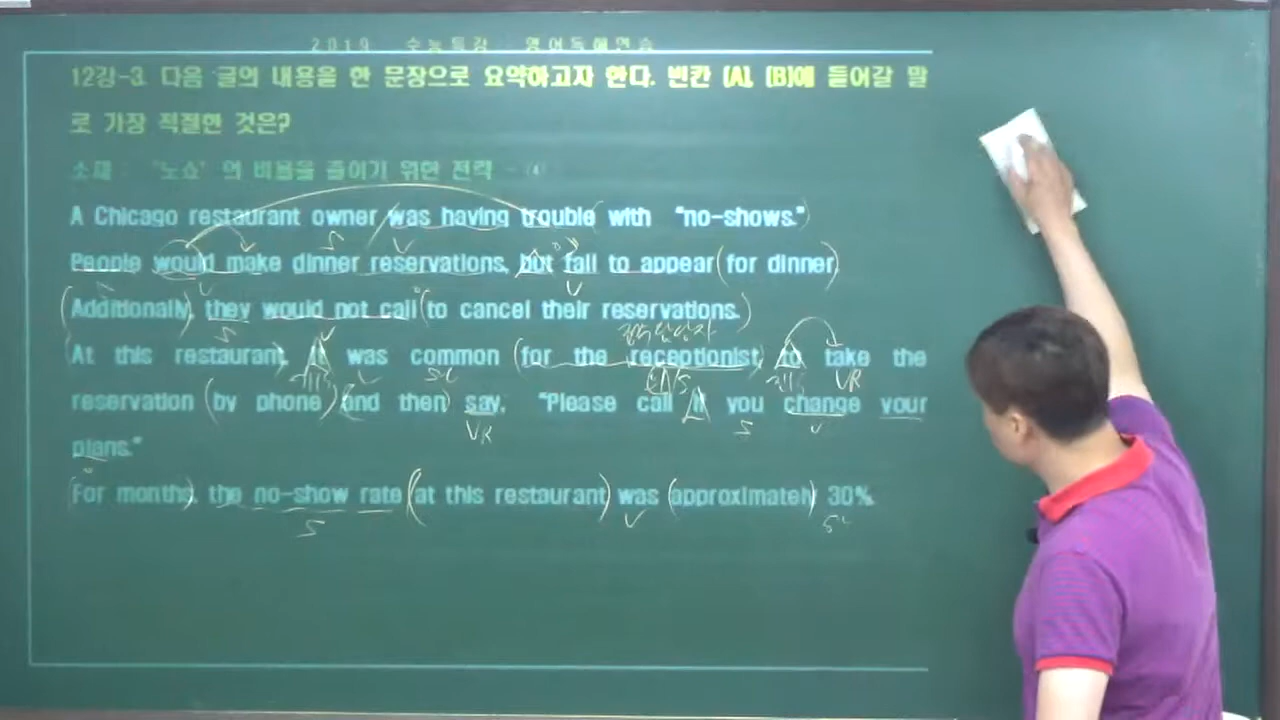 2019 수능특강 영어독해연습
12강-3. 다음 글의 내용을 한 문장으로 요약하고자 한다. 빈칸 (A), (B)에 들어갈 말
로 가장 적절한 것은?
소재 : '노쇼'의 비용을 줄이기 위한 전략 - (4)
A Chicago restaurant owner was having trouble with "no-shows."
People would make dinner reservations, but fail to appear (for dinner)
(Additionally), they would not call (to cancel their reservations.)
At this restaurant, it was common (for the receptionist) to take the
reservation (by phone) and then say, "Please call if you change your
plans."
For months, the no-show rate (at this restaurant) was (approximately) 30%.